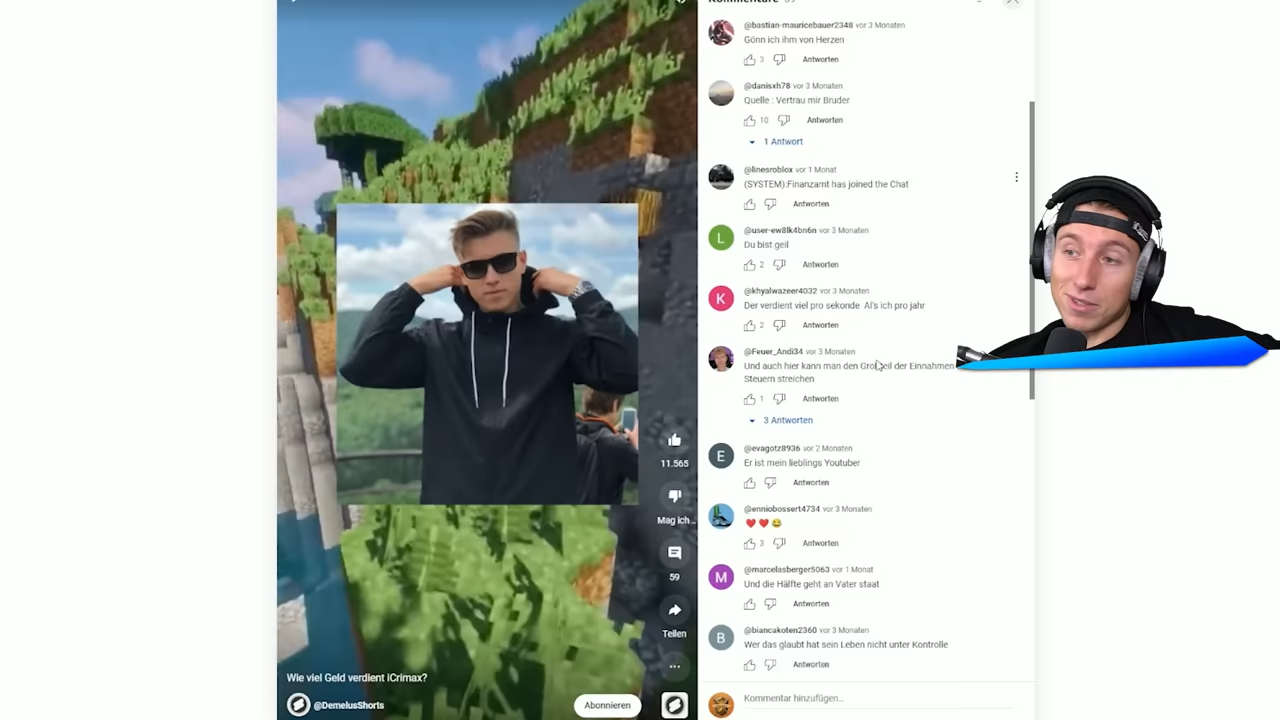 Kommentare 59
@bastian-mauricebauer2348 vor 3 Monaten
Gönn ich ihm von Herzen
3 Antworten
@danisxh78 vor 3 Monaten
Quelle : Vertrau mir Bruder
10 Antworten
1 Antwort
@linesroblox vor 1 Monat
(SYSTEM):Finanzamt has joined the Chat
Antworten
@user-ew8lk4bn6n vor 3 Monaten
L
Du bist geil
2 Antworten
@khyalwazeer4032 vor 3 Monaten
K
Der verdient viel pro sekunde Al's ich pro jahr
2 Antworten
@Feuer_Andi34 vor 3 Monaten
Und auch hier kann man den Großteil der Einnahmen
Steuern streichen
1 Antworten
3 Antworten
@evagotz8936 vor 2 Monaten
E
Er ist mein lieblings Youtuber
Antworten
@enniobossert4734 vor 3 Monaten
❤️❤️😂
3 Antworten
@marcelasberger5063 vor 1 Monat
M
Und die Hälfte geht an Vater staat
Antworten
@biancakoten2360 vor 3 Monaten
B
Wer das glaubt hat sein Leben nicht unter Kontrolle
Antworten
Kommentar hinzufügen...
11.565
Mag ich ..
59
Teilen
Wie viel Geld verdient iCrimax?
@DemelusShorts
Abonnieren